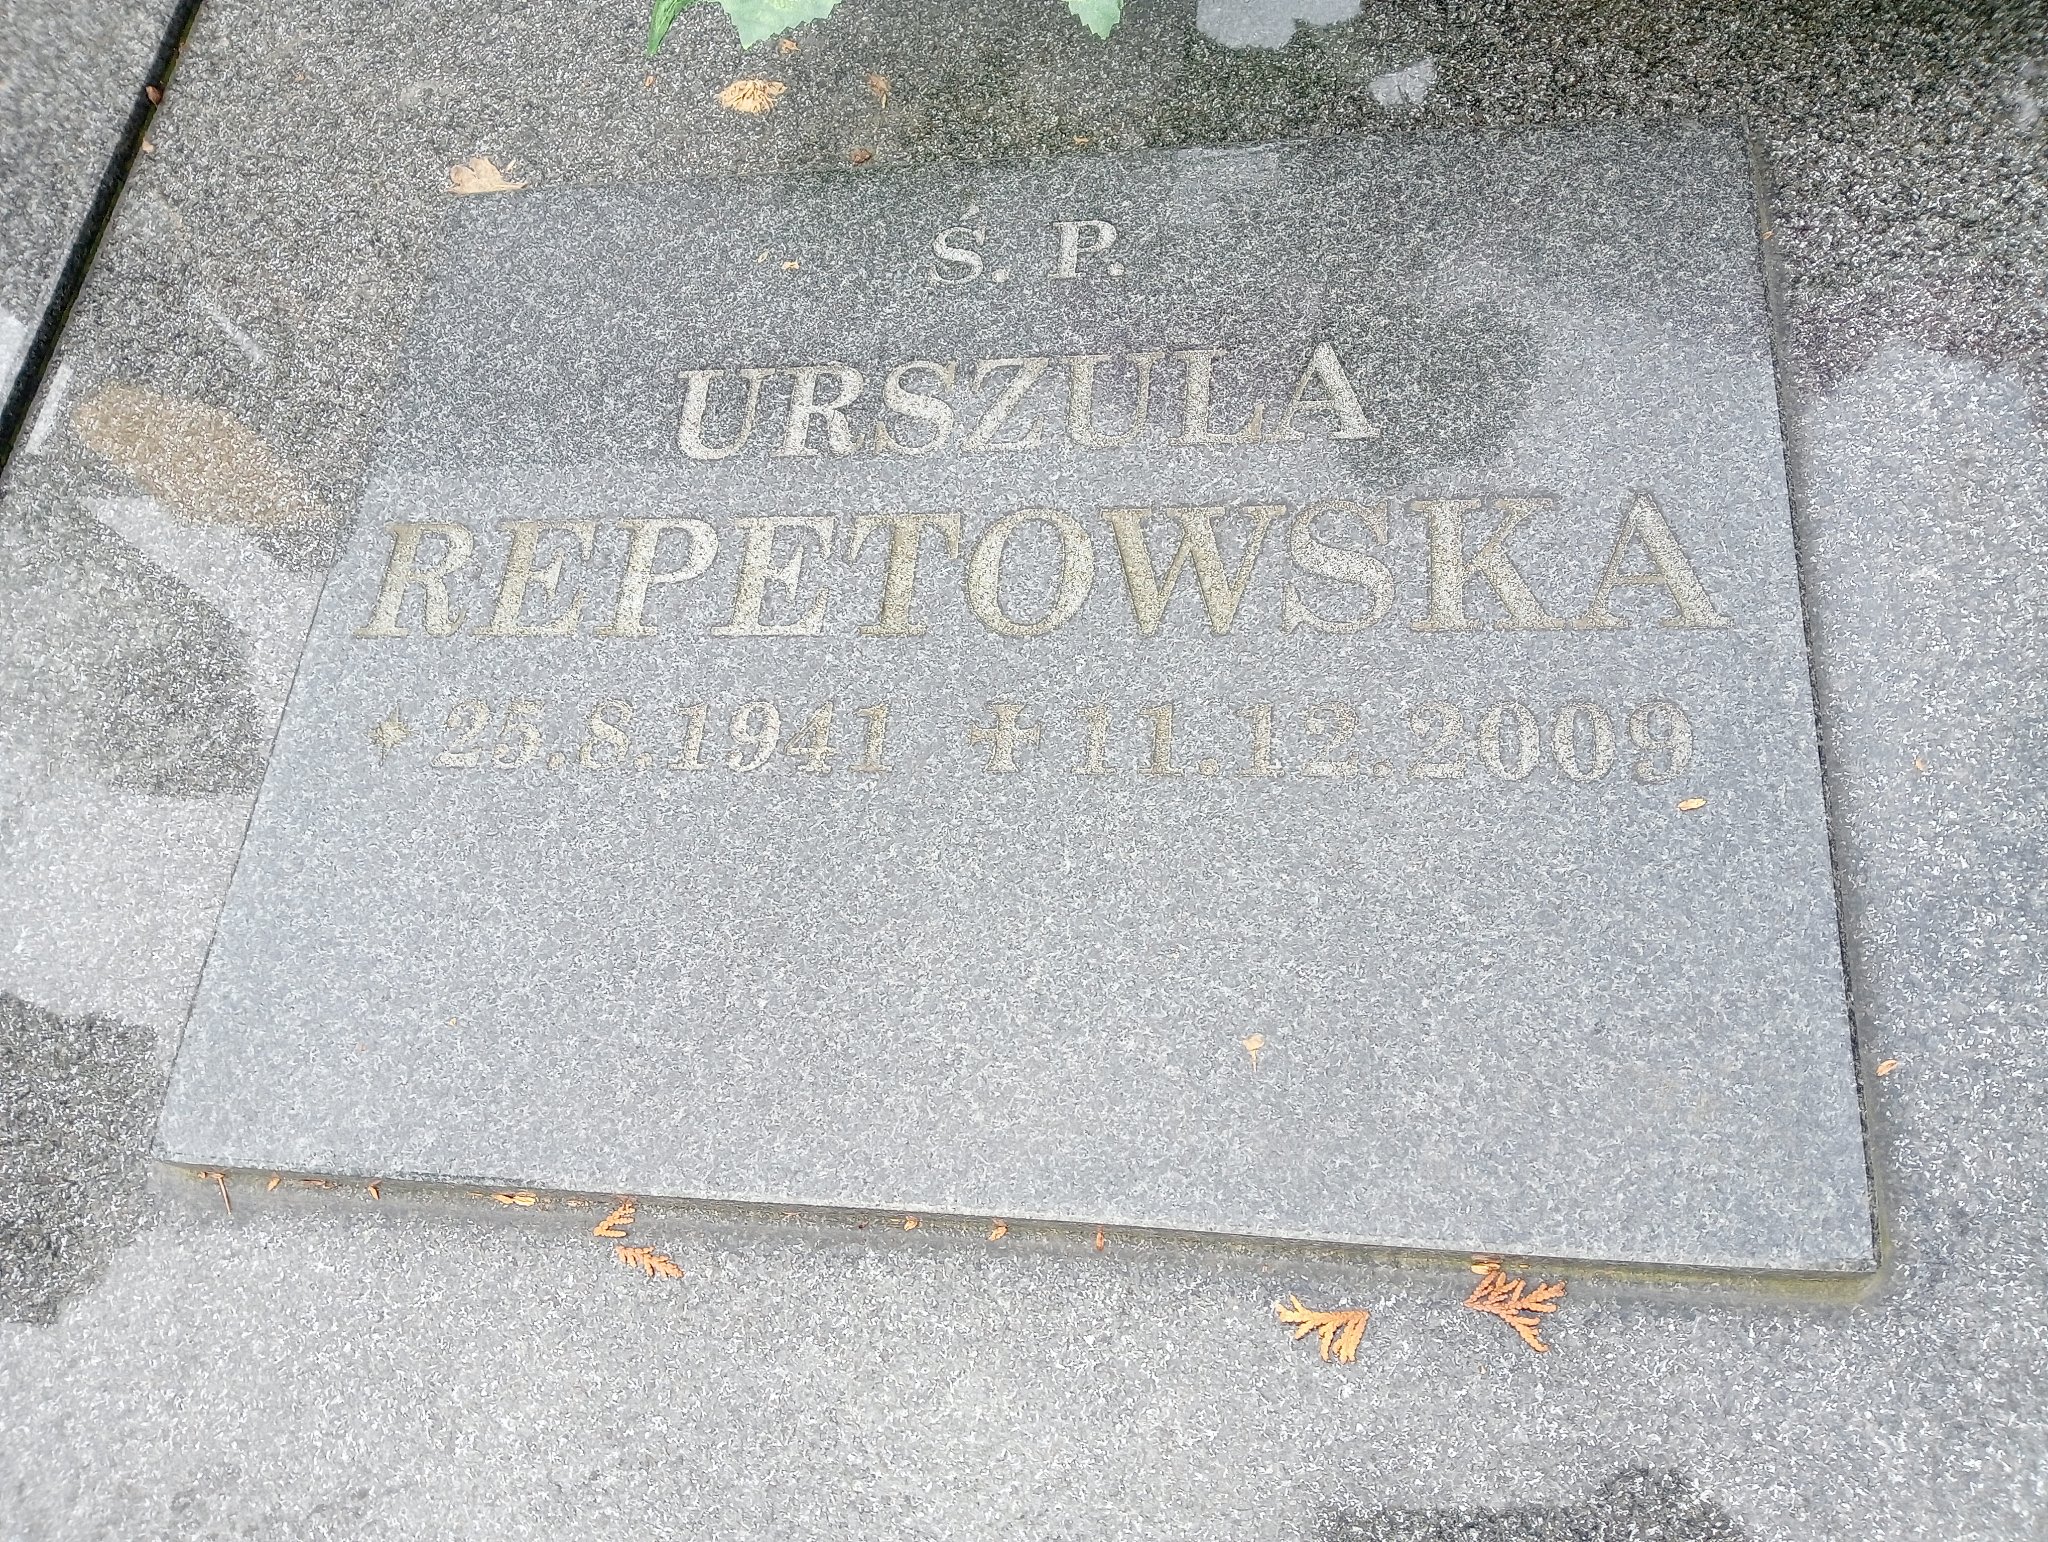 Ś. P.
URSZULA
REPETOWSKA
* 25.8.1941 ✝ 11.12.2009